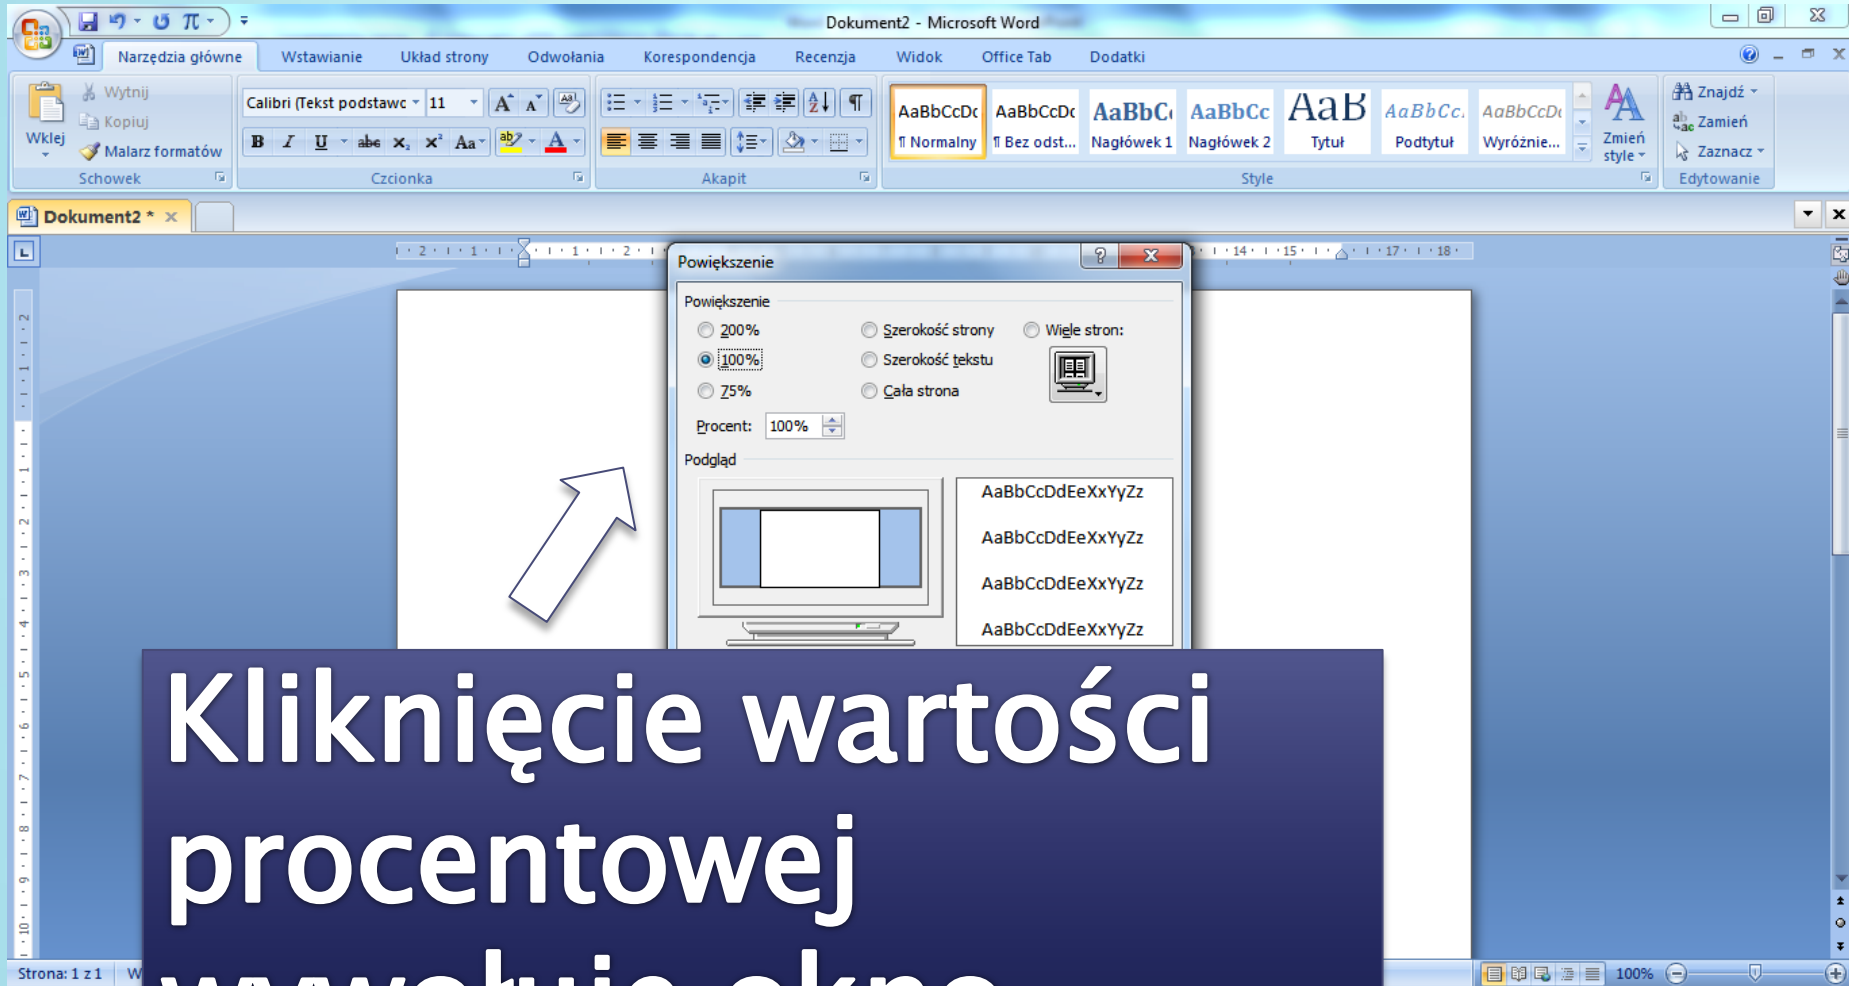 Dokument2 - Microsoft Word
Narzędzia główne Wstawianie Układ strony Odwołania Korespondencja Recenzja Widok Office Tab Dodatki
Wklej
Wytnij
Kopiuj
Malarz formatów
Schowek
Calibri (Tekst podstawc 11
Czcionka
Akapit
AaBbCcDc AaBbCcDc AaBbC AaBbCc AaB AaBbCc. AaBbCcDc
¶ Normalny ¶ Bez odst... Nagłówek 1 Nagłówek 2 Tytuł Podtytuł Wyróżnie...
Zmień style
Style
Znajdź
Zamień
Zaznacz
Edytowanie
Dokument2 *
Powiększenie
Powiększenie
200% Szerokość strony Wiele stron:
100% Szerokość tekstu
75% Cała strona
Procent: 100%
Podgląd
AaBbCcDdEeXxYyZz
AaBbCcDdEeXxYyZz
AaBbCcDdEeXxYyZz
AaBbCcDdEeXxYyZz
Kliknięcie wartości
procentowej
wywołuje okno
Strona: 1 z 1 W
100%